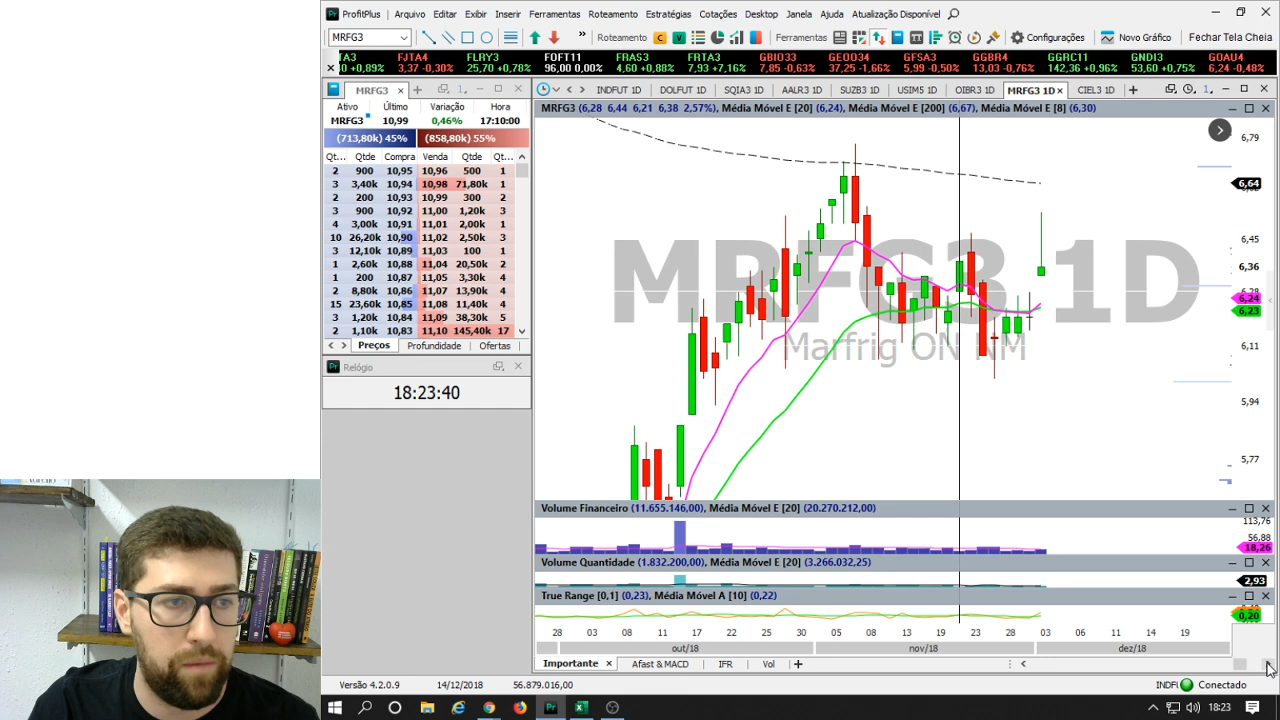 ProfitPlus Arquivo Editar Exibir Inserir Ferramentas Roteamento Estratégias Cotações Desktop Janela Ajuda Atualização Disponível
MRFG3 » Roteamento C V Ferramentas Configurações Novo Gráfico Fechar Tela Cheia
FJTA4 FLRY3 FOFT11 FRAS3 FRTA3 GBIO33 GEOO34 GFSA3 GGBR4 GGRC11 GNDI3 GOAU4
+0,89% 3,37 -0,30% 25,70 +0,78% 96,00 0,00% 4,60 +0,88% 7,93 +7,16% 7,85 -0,63% 37,25 -1,66% 5,99 -0,50% 13,03 -0,76% 142,36 +0,96% 53,60 +0,75% 6,24 -0,48%
MRFG3
Ativo Último Variação Hora
MRFG3 10,99 0,46% 17:10:00
(713,80k) 45% (858,80k) 55%
Qt... Qtde Compra Venda Qtde Qt...
2 900 10,95 10,96 500 1
3 3,40k 10,94 10,98 71,80k 1
2 200 10,93 10,99 300 2
3 900 10,92 11,00 1,20k 3
4 3,00k 10,91 11,01 2,00k 1
10 26,20k 10,90 11,02 2,50k 3
3 12,10k 10,89 11,03 100 1
1 2,60k 10,88 11,04 20,50k 2
1 200 10,87 11,05 3,30k 4
2 8,80k 10,86 11,07 13,90k 4
15 23,60k 10,85 11,08 11,40k 4
3 1,20k 10,84 11,09 38,30k 5
2 1,10k 10,83 11,10 145,40k 17
Preços Profundidade Ofertas
Relógio
18:23:40
INDFUT 1D DOLFUT 1D SQIA3 1D AALR3 1D SUZB3 1D USIM5 1D OIBR3 1D MRFG3 1D CIEL3 1D
MRFG3 (6,28 6,44 6,21 6,38 2,57%), Média Móvel E [20] (6,24), Média Móvel E [200] (6,67), Média Móvel E [8] (6,30)
MRFG3 1D
Marfrig ON NM
6,79
6,64
6,45
6,36
6,24
6,23
6,11
5,94
5,77
Volume Financeiro (11.655.146,00), Média Móvel E [20] (20.270.212,00)
113,76
56,88
18,26
Volume Quantidade (1.832.200,00), Média Móvel E [20] (3.266.032,25)
2,93
True Range [0,1] (0,23), Média Móvel A [10] (0,22)
0,20
28 03 08 11 17 22 25 30 05 08 13 19 23 28 03 06 11 14 19
out/18 nov/18 dez/18
Importante Afast & MACD IFR Vol
Versão 4.2.0.9 14/12/2018 56.879.016,00 Conectado
18:23